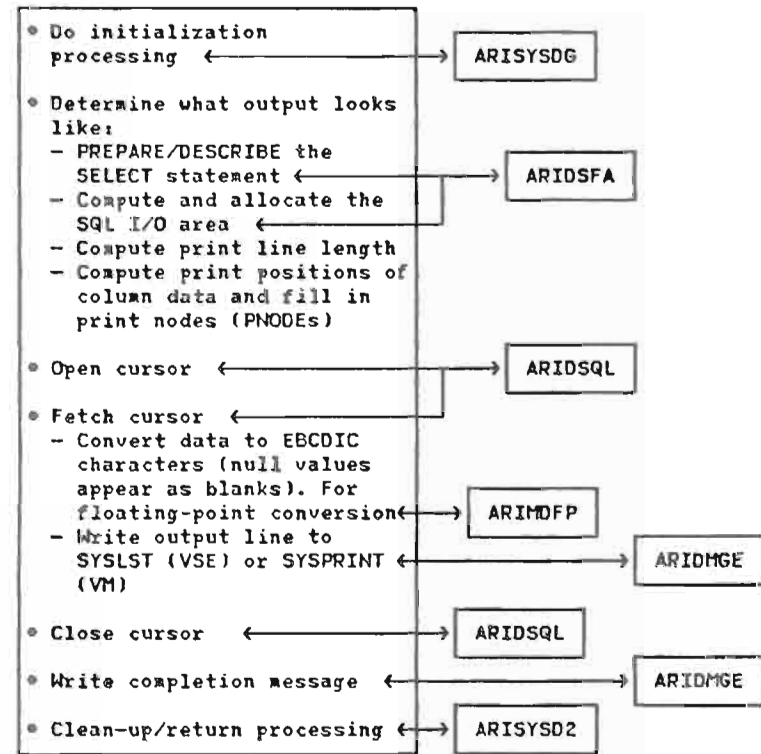 • Do initialization
processing ARISYSDG
• Determine what output looks
like:
– PREPARE/DESCRIBE the
SELECT statement ARIDSFA
– Compute and allocate the
SQL I/O area
– Compute print line length
– Compute print positions of
column data and fill in
print nodes (PNODEs)
• Open cursor ARIDSQL
• Fetch cursor
– Convert data to EBCDIC
characters (null values
appear as blanks). For
floating-point conversion ARIMDFP
– Write output line to
SYSLST (VSE) or SYSPRINT ARIDMGE
(VM)
• Close cursor ARIDSQL
• Write completion message ARIDMGE
• Clean-up/return processing ARISYSD2